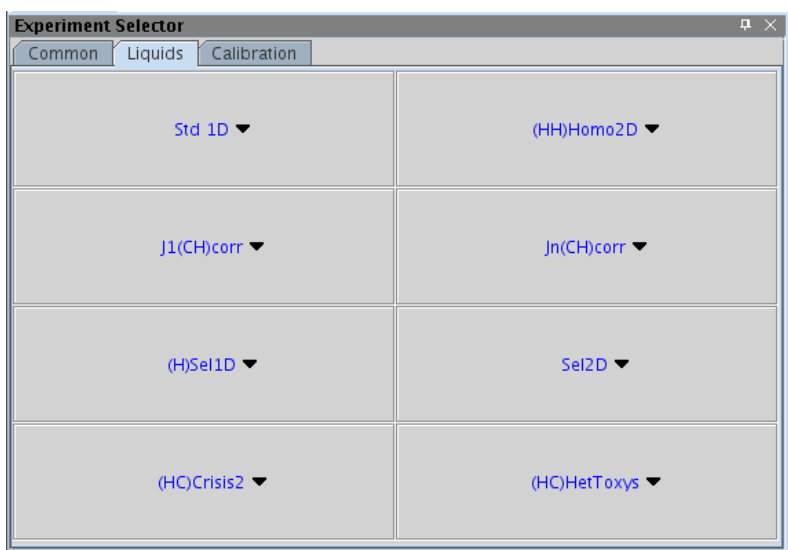 Experiment Selector
Common Liquids Calibration
Std 1D (HH)Homo2D
J1(CH)corr Jn(CH)corr
(H)Sel1D Sel2D
(HC)Crisis2 (HC)HetToxys